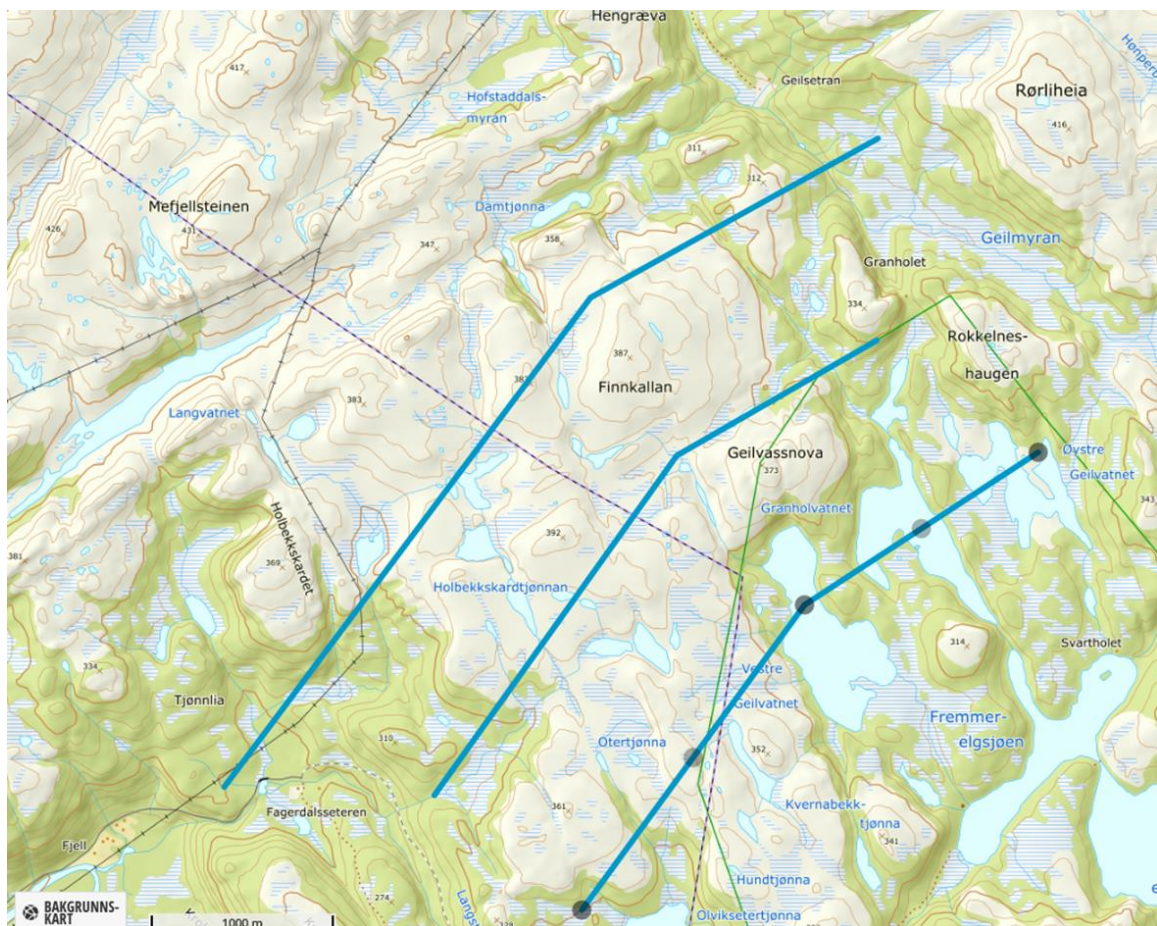 Hengræva
Hønperd
417
Geilsetran
Hofstaddals-
myran
Rørliheia
416
311
312
Mefjellsteinen
Damtjønna
426
431
347
358
Geilmyran
Granholet
334
387
Rokkelnes-
haugen
383
Finnkallan
383
Langvatnet
Geilvassnova
373
Øvstre
Geilvatnet
343
Granholvatnet
Holbekkskardet
392
381
369
Holbekkskardtjønnan
314
Svartholet
334
Vestre
Geilvatnet
Tjønnlia
Fremmer-
elgsjøen
310
Otertjønna
352
Kvernabekk-
tjønna
Fagerdalsseteren
361
341
Fjell
Hundtjønna
274
Langst
BAKGRUNNS-
KART
1000 m
Olviksetertjønna